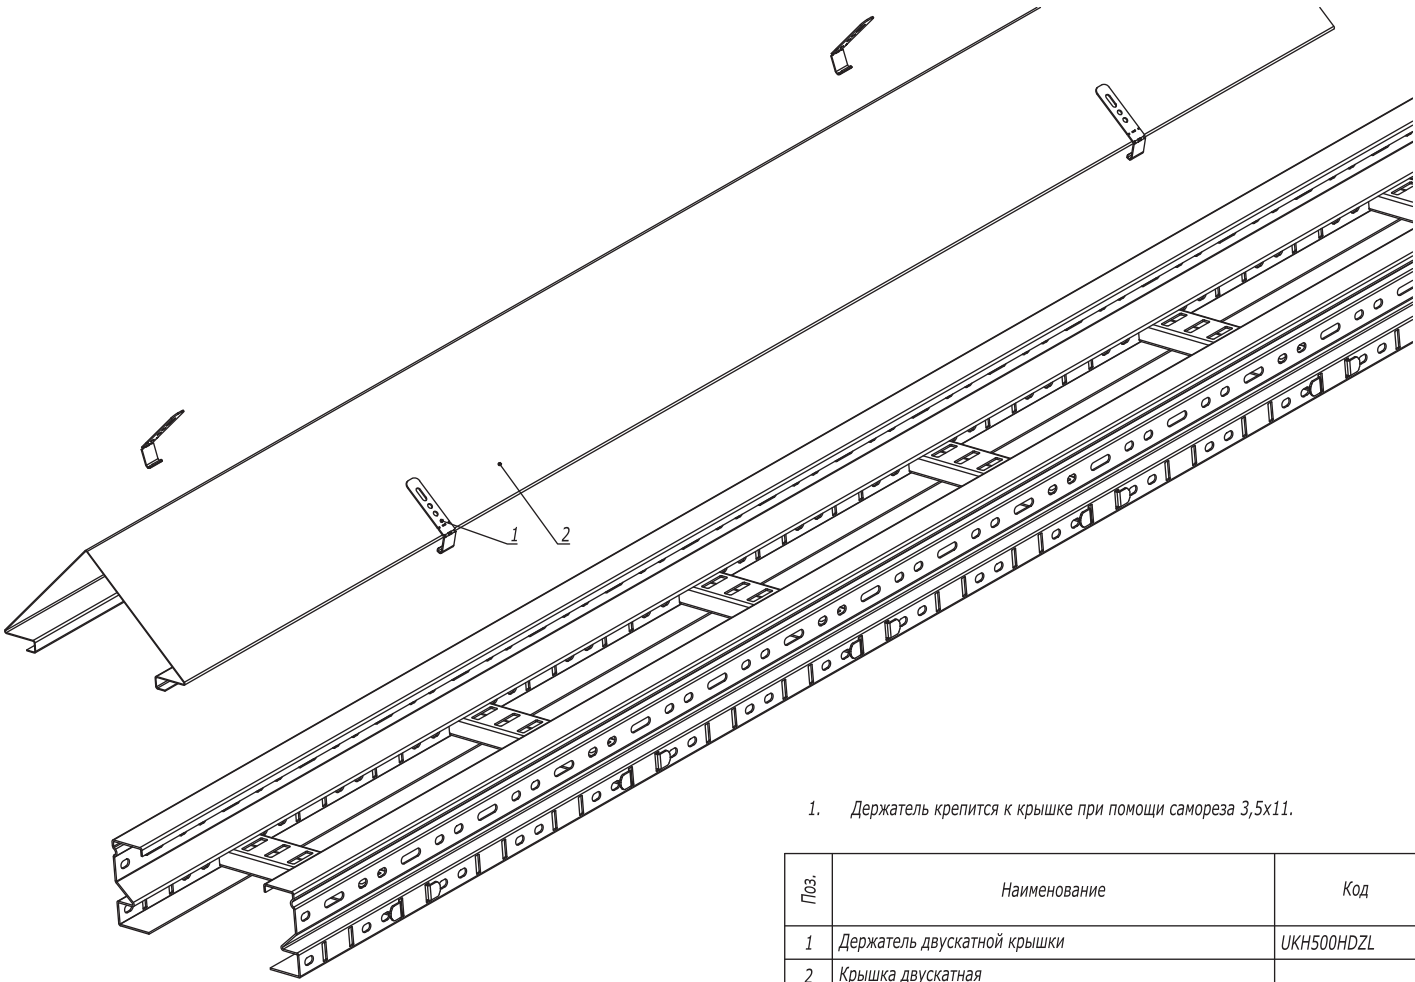 1
2
1. Держатель крепится к крышке при помощи самореза 3,5х11.
Поз. Наименование Код
1 Держатель двускатной крышки UKH500HDZL
2 Крышка двускатная